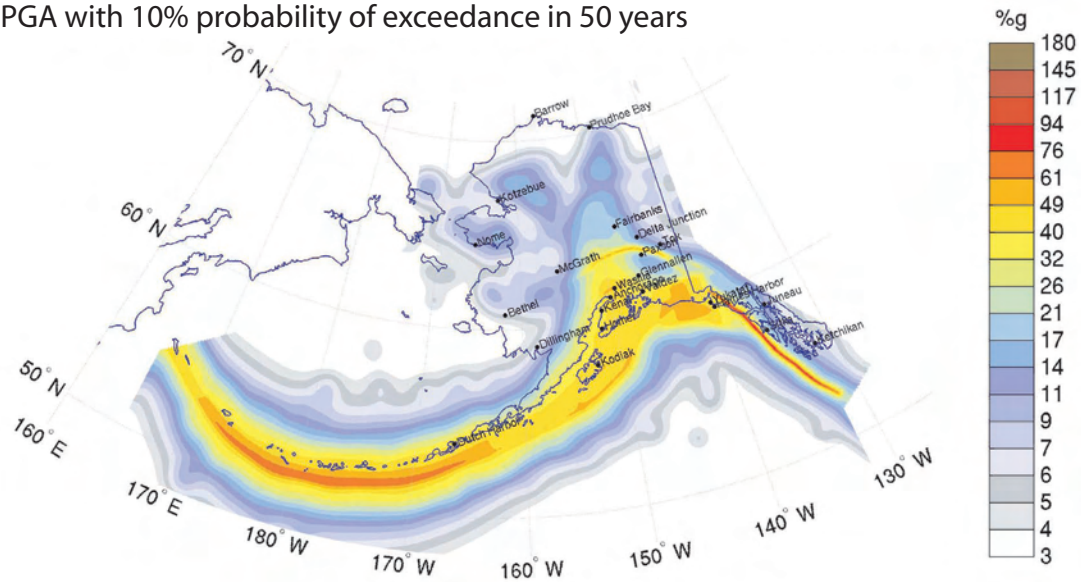 PGA with 10% probability of exceedance in 50 years
%g
180
145
117
94
76
61
49
40
32
26
21
17
14
11
9
7
6
5
4
3
70° N
60° N
50° N
160° E
170° E
180° W
170° W
160° W
150° W
140° W
130° W
Barrow
Prudhoe Bay
Kotzebue
Nome
Fairbanks
Delta Junction
Tok
McGrath
Glennallen
Valdez
Bethel
Dillingham
Homer
Kodiak
Juneau
Ketchikan
Dutch Harbor